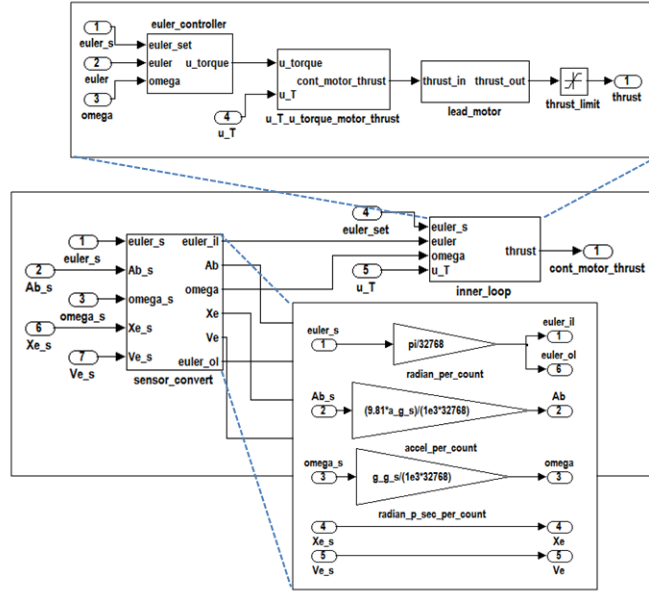 euler_controller
1
euler_s
euler_set
2
euler
euler
u_torque
3
omega
omega
u_torque
cont_motor_thrust
u_T
4
u_T
u_T_u_torque_motor_thrust
thrust_in
thrust_out
lead_motor
thrust_limit
1
thrust
1
euler_s
2
Ab_s
3
omega_s
6
Xe_s
7
Ve_s
euler_s
euler_il
Ab_s
Ab
omega_s
omega
Xe_s
Xe
Ve_s
Ve
euler_ol
sensor_convert
4
euler_set
5
u_T
euler_s
euler
omega
u_T
thrust
inner_loop
1
cont_motor_thrust
euler_s
1
pi/32768
radian_per_count
euler_il
1
euler_ol
6
Ab_s
2
(9.81*a_g_s)/(1e3*32768)
accel_per_count
Ab
2
omega_s
3
g_g_s/(1e3*32768)
radian_p_sec_per_count
omega
3
4
Xe_s
4
Xe
5
Ve_s
5
Ve